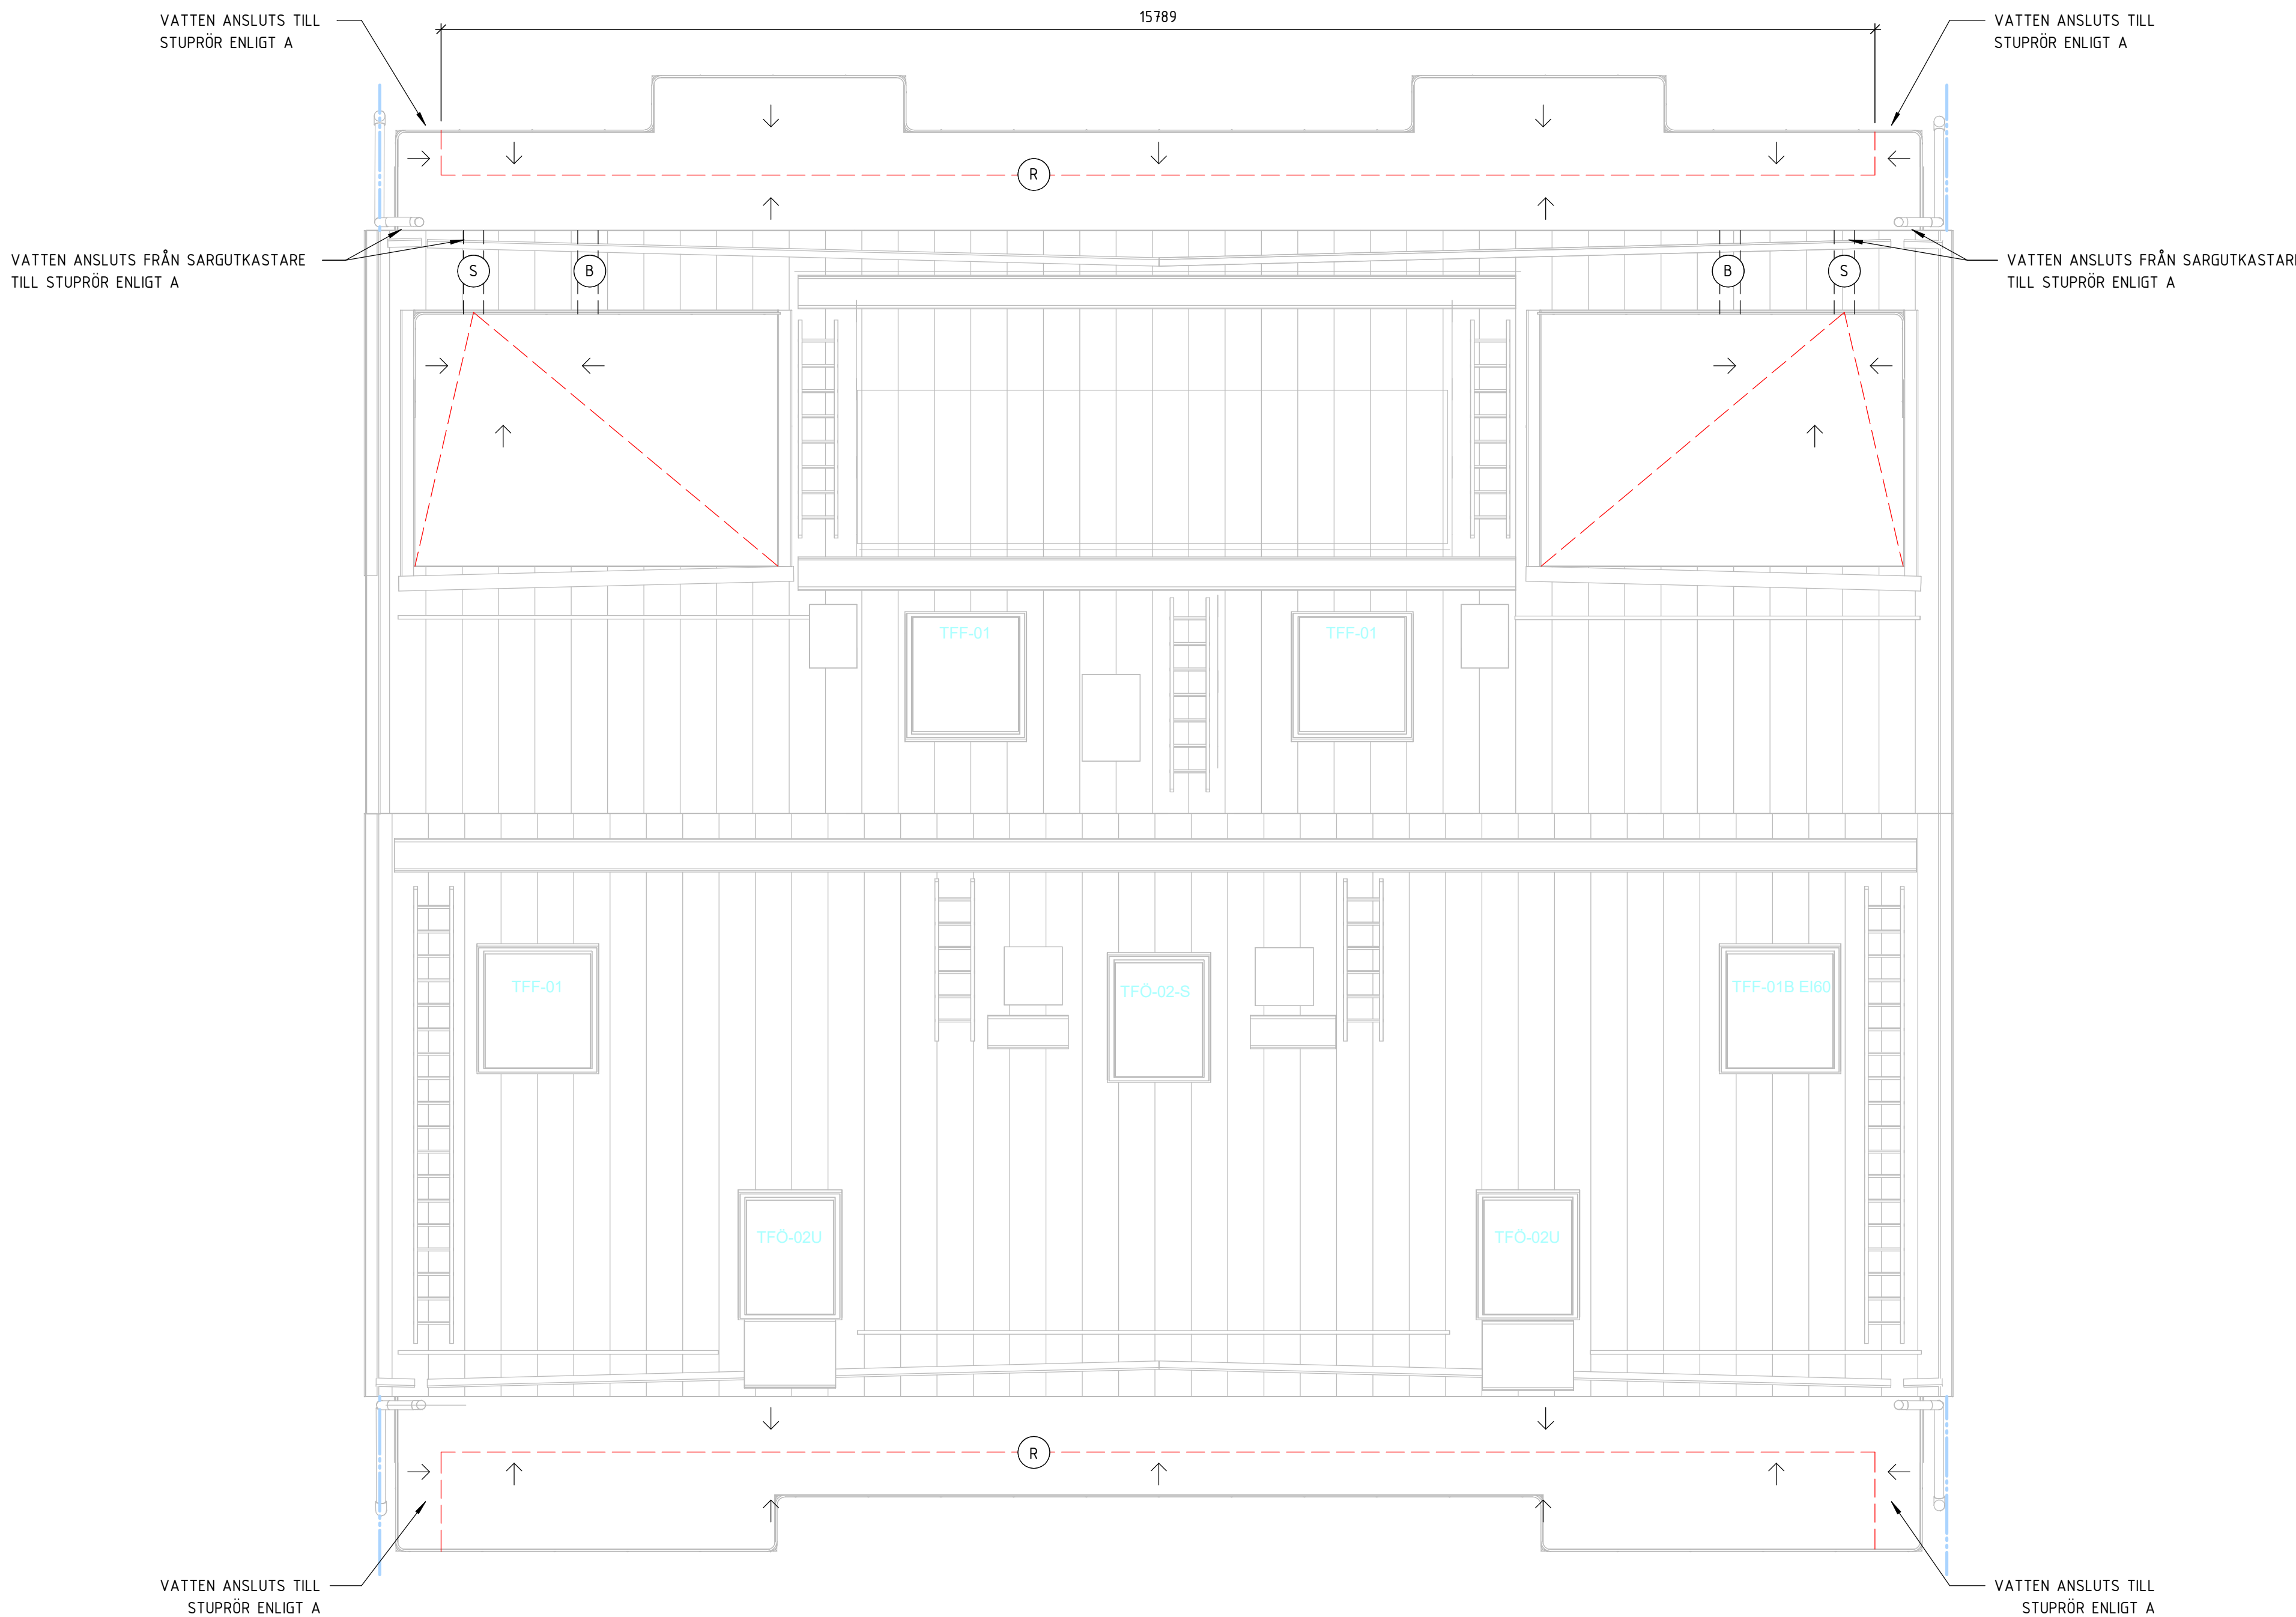 VATTEN ANSLUTS TILL
STUPRÖR ENLIGT A
15789
VATTEN ANSLUTS TILL
STUPRÖR ENLIGT A
R
VATTEN ANSLUTS FRÅN SARGUTKASTARE
TILL STUPRÖR ENLIGT A
S
B
B
S
VATTEN ANSLUTS FRÅN SARGUTKASTARE
TILL STUPRÖR ENLIGT A
TFF-01
TFF-01
TFF-01
TFÖ-02-S
TFF-01B EI60
TFÖ-02U
TFÖ-02U
R
VATTEN ANSLUTS TILL
STUPRÖR ENLIGT A
VATTEN ANSLUTS TILL
STUPRÖR ENLIGT A